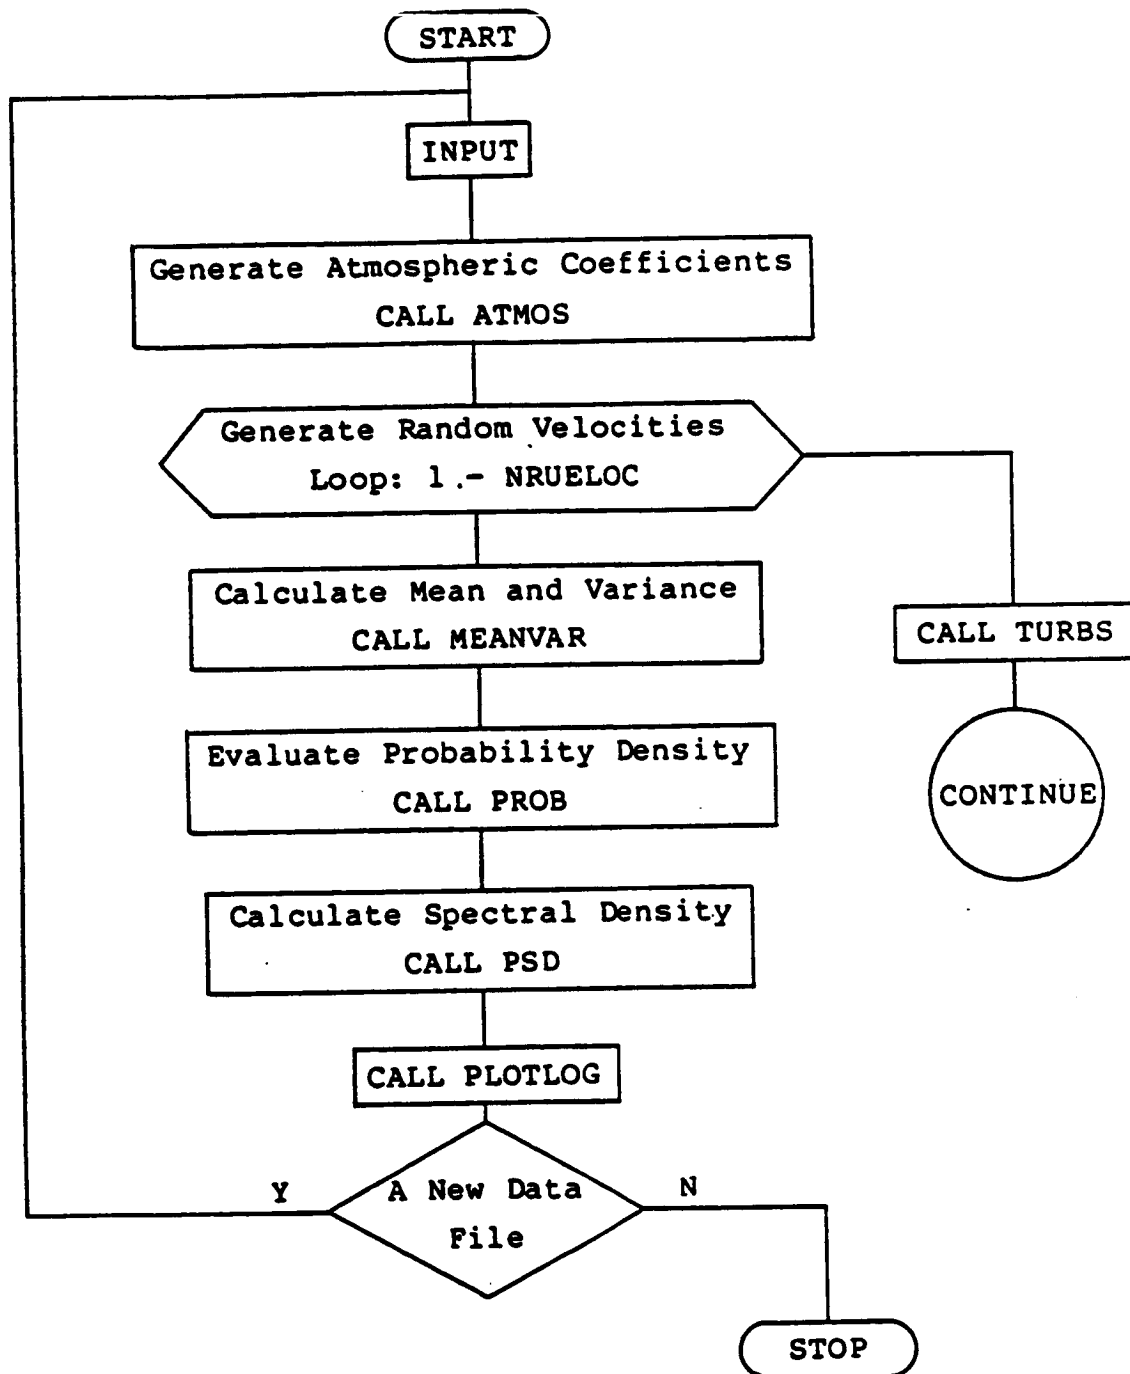 START
INPUT
Generate Atmospheric Coefficients
CALL ATMOS
Generate Random Velocities
Loop: 1.- NRUELOC
Calculate Mean and Variance
CALL MEANVAR
CALL TURBS
Evaluate Probability Density
CALL PROB
CONTINUE
Calculate Spectral Density
CALL PSD
CALL PLOTLOG
Y
A New Data
N
File
STOP